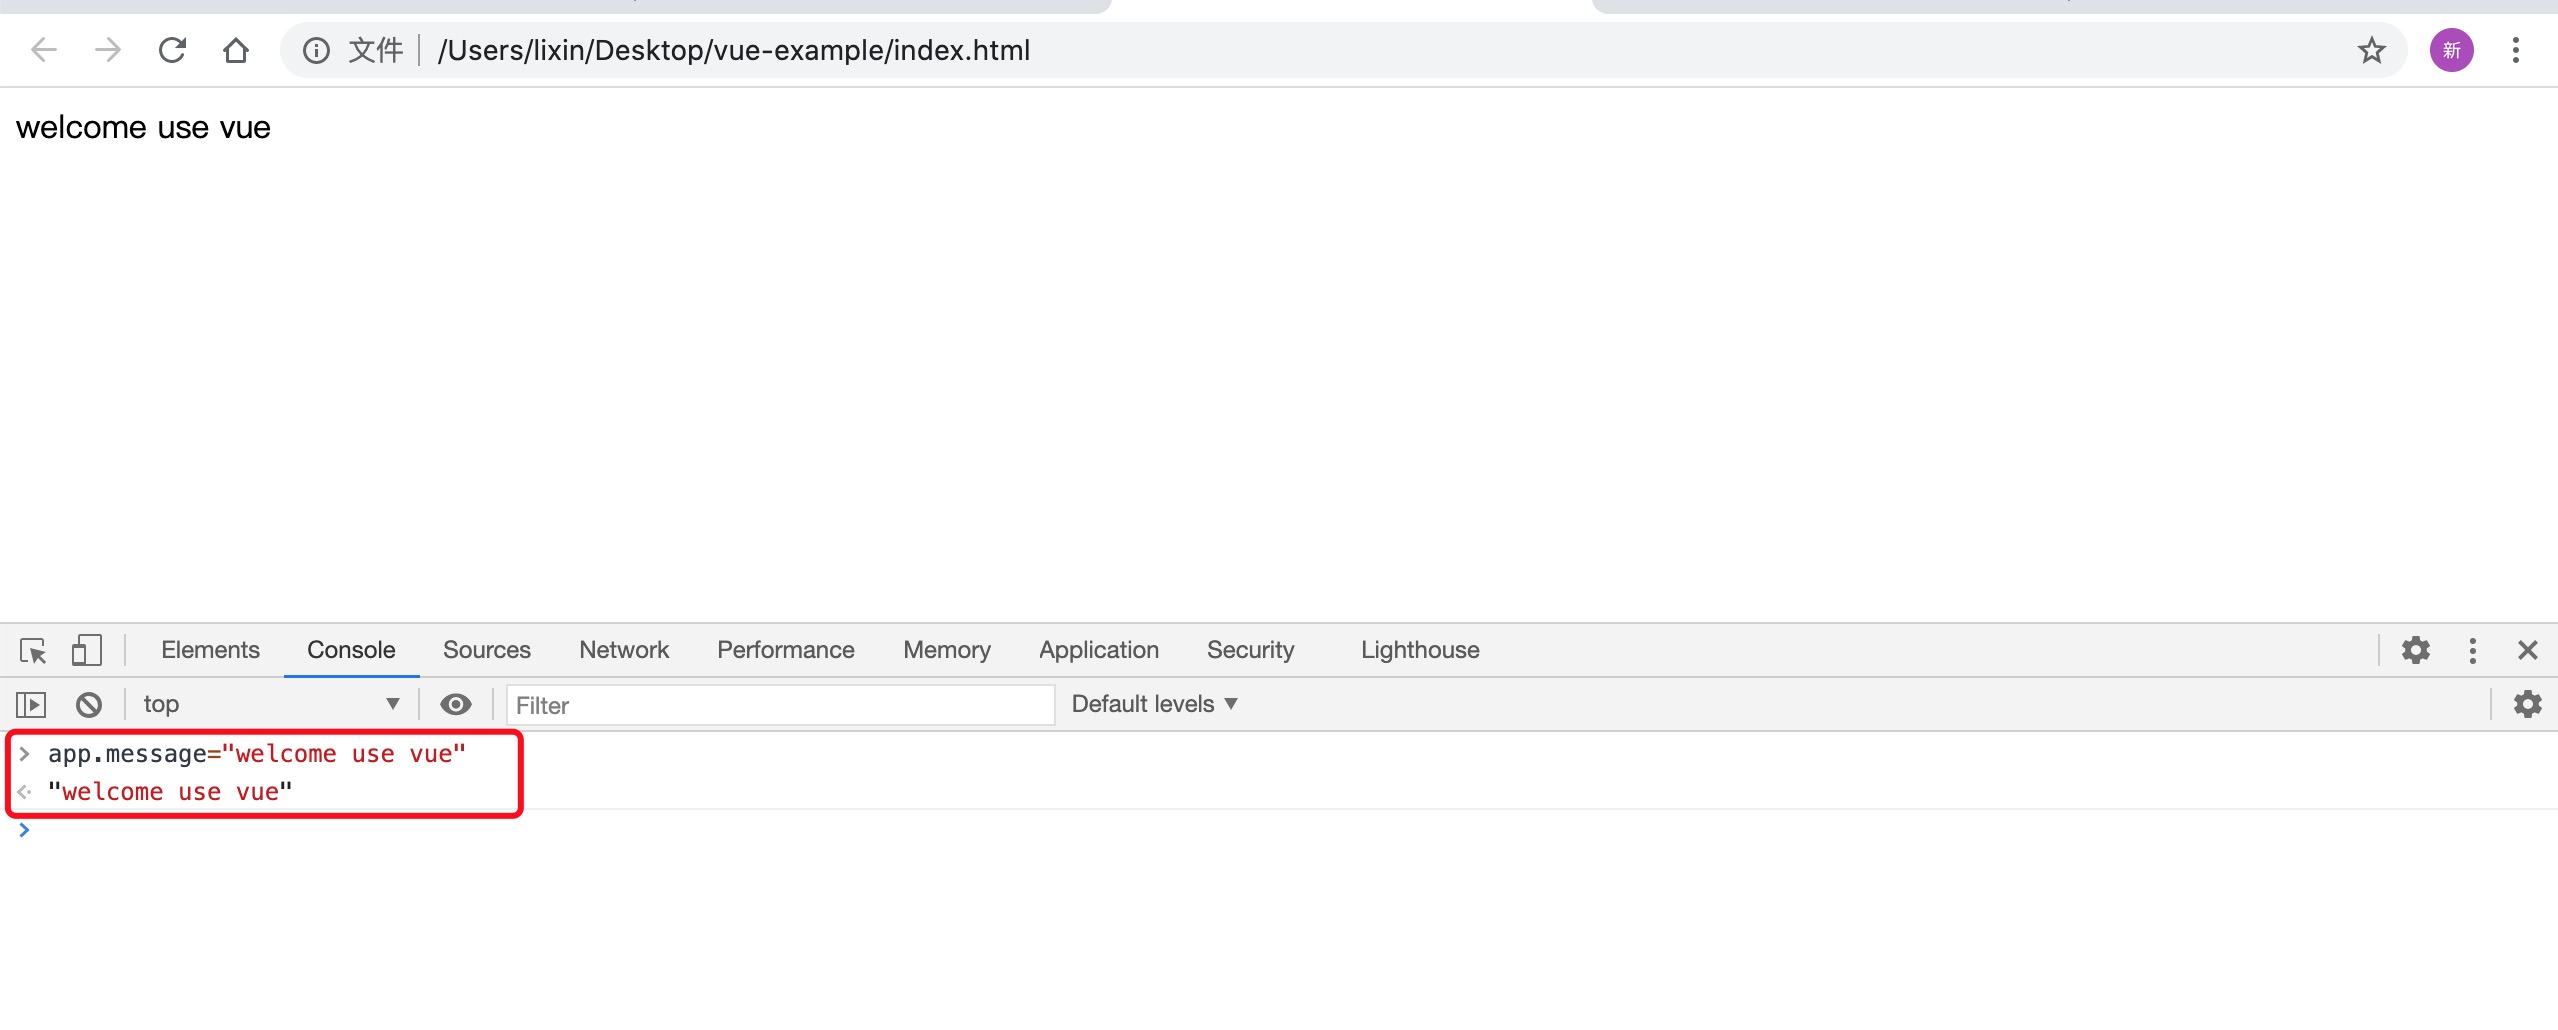 文件 /Users/lixin/Desktop/vue-example/index.html 新
welcome use vue
Elements Console Sources Network Performance Memory Application Security Lighthouse
top Filter Default levels
app.message="welcome use vue"
"welcome use vue"